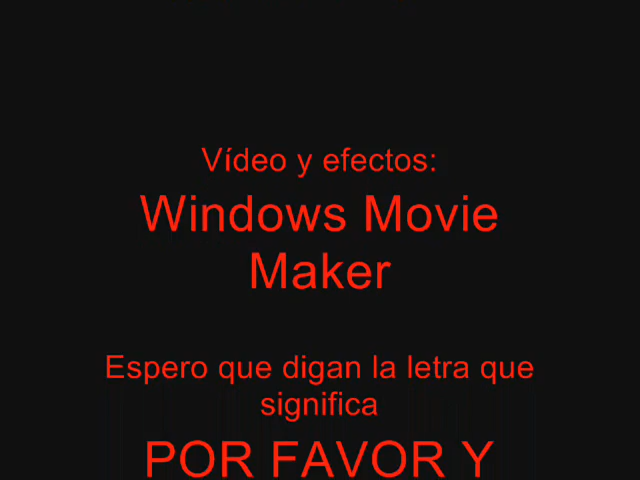 Vídeo y efectos:
Windows Movie
Maker
Espero que digan la letra que
significa
POR FAVOR Y